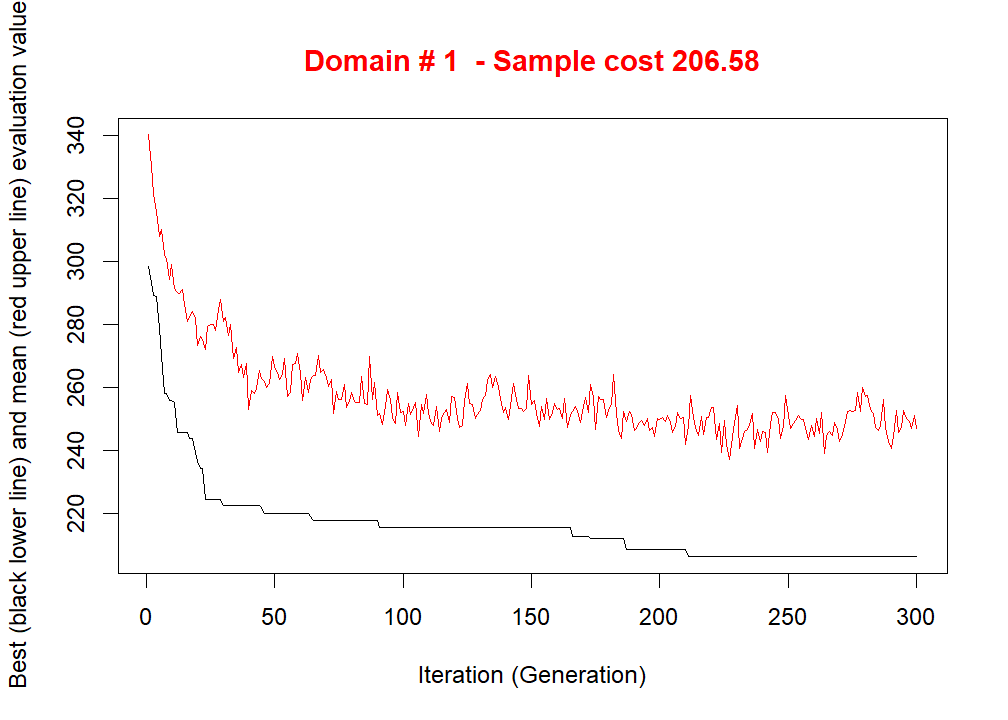 Domain # 1  - Sample cost 206.58
Best (black lower line) and mean (red upper line) evaluation value
340
320
300
280
260
240
220
0 50 100 150 200 250 300
Iteration (Generation)